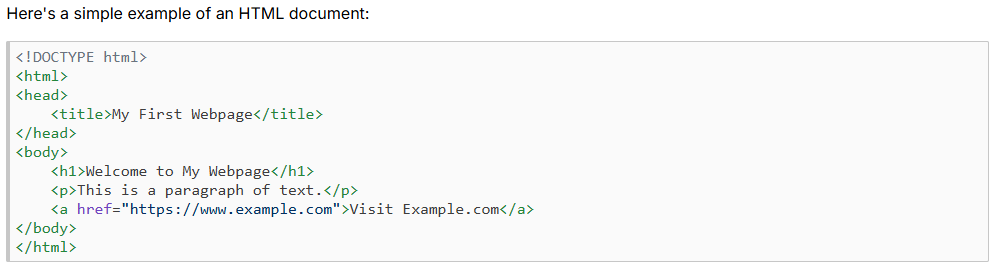 Here's a simple example of an HTML document:
<!DOCTYPE html>
<html>
<head>
    <title>My First Webpage</title>
</head>
<body>
    <h1>Welcome to My Webpage</h1>
    <p>This is a paragraph of text.</p>
    <a href="https://www.example.com">Visit Example.com</a>
</body>
</html>